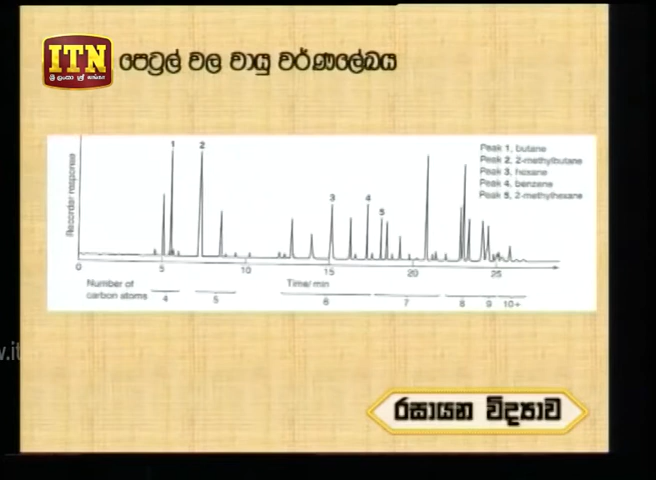 ITN
පෙට්‍රල් වල වායු වර්ණලේඛය
Recorder response
1
2
3
4
5
Peak 1, butane
Peak 2, 2-methylbutane
Peak 3, hexane
Peak 4, benzene
Peak 5, 2-methylhexane
0 5 10 15 20 25
Number of
carbon atoms
Time/ min
4 5 6 7 8 9 10+
රසායන විද්‍යාව